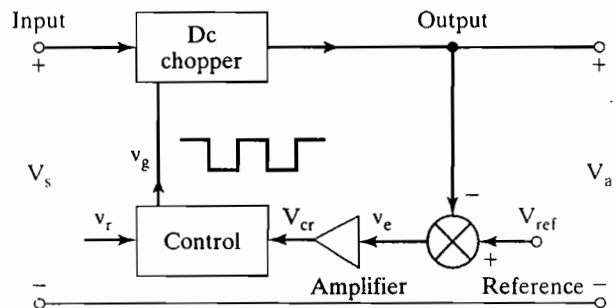 Input
Output
Dc
chopper
+
+
−
V_s
v_g
V_a
v_r
Control
V_cr
v_e
V_ref
+
Amplifier
Reference
−
−